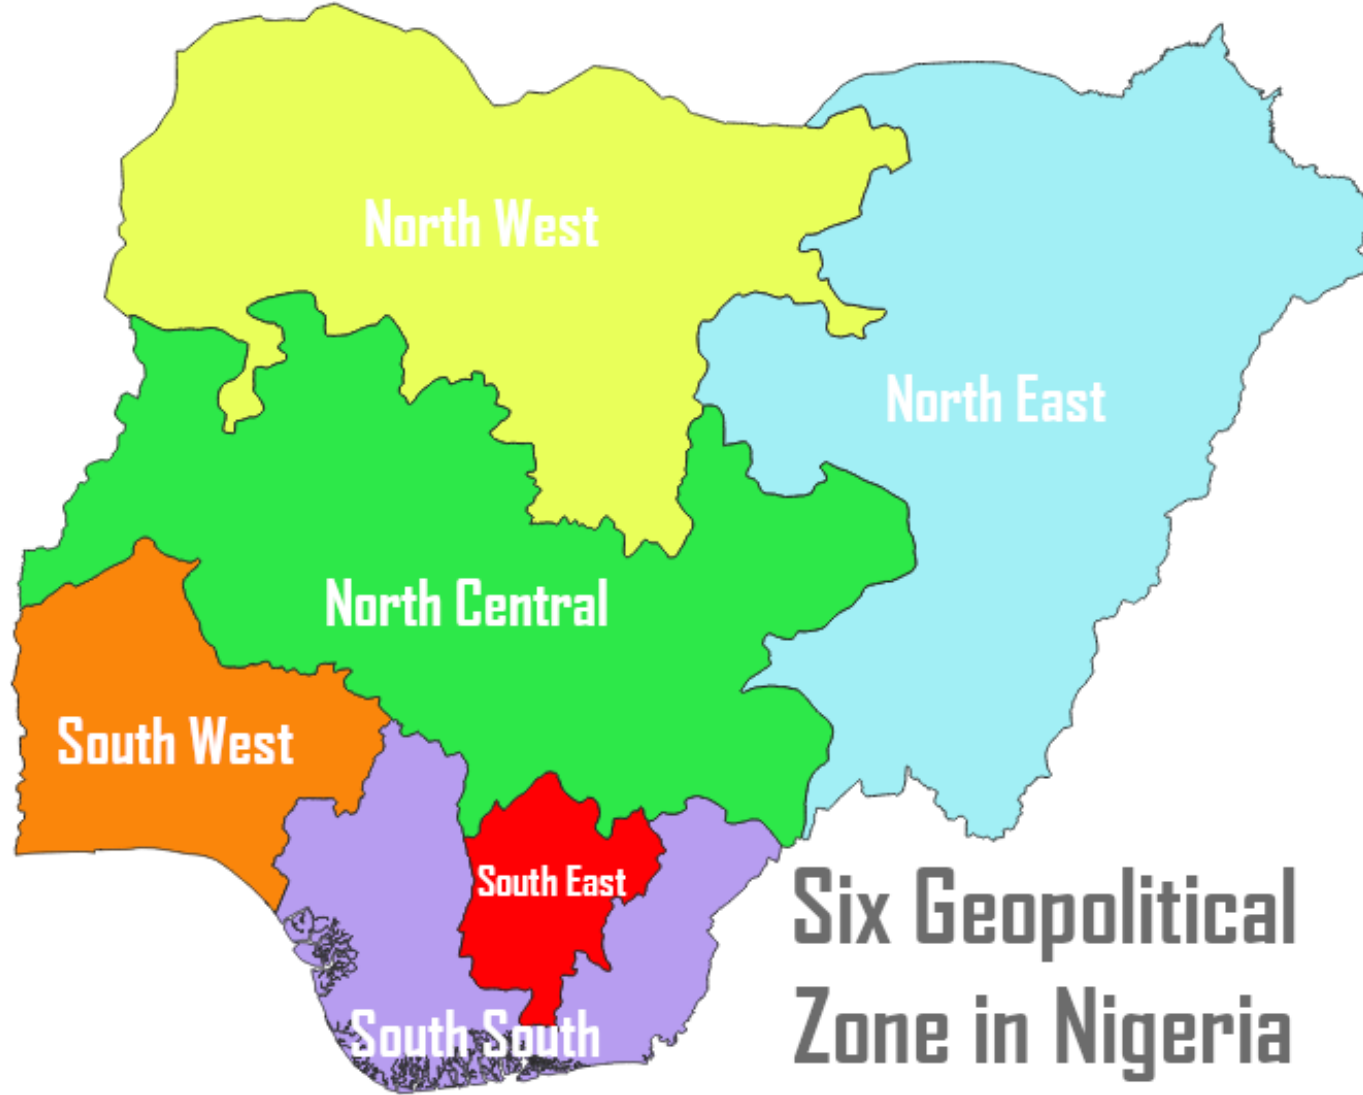 North West
North East
North Central
South West
South East
South South
Six Geopolitical
Zone in Nigeria